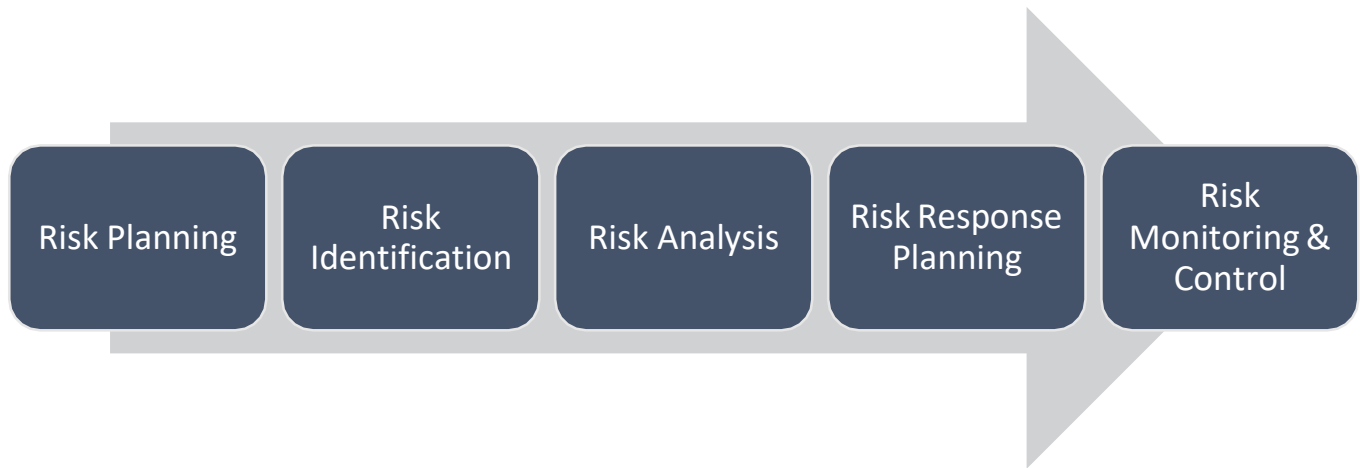 Risk Planning
Risk
Identification
Risk Analysis
Risk Response
Planning
Risk
Monitoring &
Control